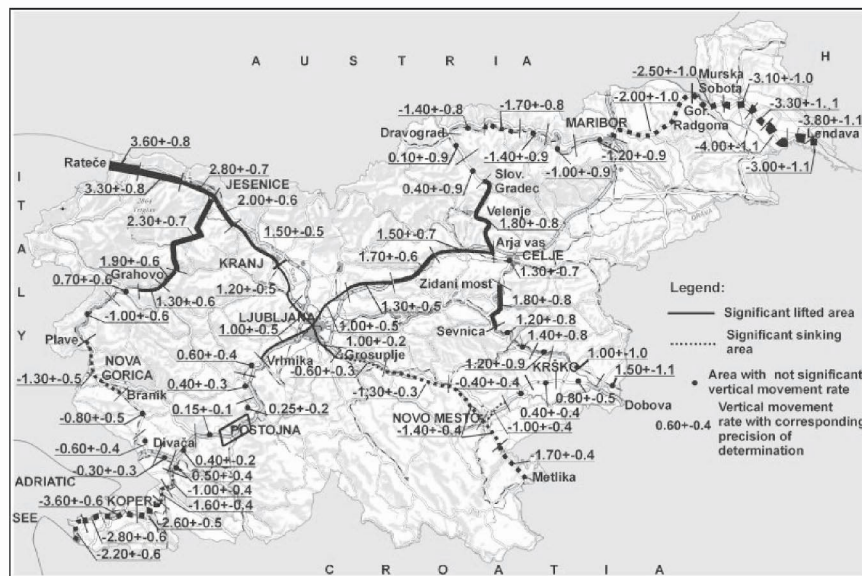 A U S T R I A
H
-2.50+-1.0
Murska
Sobota
-3.10+-1.0
-2.00+-1.0
-3.30+-1.1
-1.40+-0.8
-1.70+-0.8
MARIBOR
Gor.
Radgona
-3.80+-1.1
Lendava
3.60+-0.8
Dravograd
-4.00+-1.1
Rateče
0.10+-0.9
-1.40+-0.9
-1.20+-0.9
-3.00+-1.1
2.80+-0.7
-1.00+-0.9
3.30+-0.8
JESENICE
0.40+-0.9
Slov.
Gradec
2.00+-0.6
I T A L Y
2.30+-0.7
Velenje
1.80+-0.8
1.50+-0.5
1.50+-0.7
Arja vas
1.90+-0.6
KRANJ
1.70+-0.6
CELJE
Grahovo
1.30+-0.7
0.70+-0.6
1.20+-0.5
Zidani most
Legend:
1.30+-0.6
1.30+-0.5
1.80+-0.8
Significant lifted area
-1.00+-0.6
LJUBLJANA
1.00+-0.5
1.00+-0.5
1.20+-0.8
Sevnica
Significant sinking
area
Plave
1.00+-0.2
1.40+-0.8
NOVA
GORICA
0.60+-0.4
Vrhnika
Grosuplje
1.20+-0.9
1.00+-1.0
-0.60+-0.3
KRŠKO
1.50+-1.1
Area with not significant
vertical movement rate
-1.30+-0.5
Branik
0.40+-0.3
-1.30+-0.3
-0.40+-0.4
0.80+-0.5
Dobova
0.15+-0.1
0.25+-0.2
NOVO MESTO
0.40+-0.4
0.60+-0.4
Vertical movement
rate with corresponding
precision of
determination
-0.80+-0.5
POSTOJNA
-1.40+-0.4
-1.00+-0.4
-0.60+-0.4
Divača
-0.30+-0.3
0.40+-0.2
-1.70+-0.4
ADRIATIC
SEE
0.50+-0.4
-1.00+-0.4
Metlika
-3.60+-0.6
KOPER
-1.60+-0.4
-2.60+-0.5
-2.80+-0.6
-2.20+-0.6
C R O A T I A